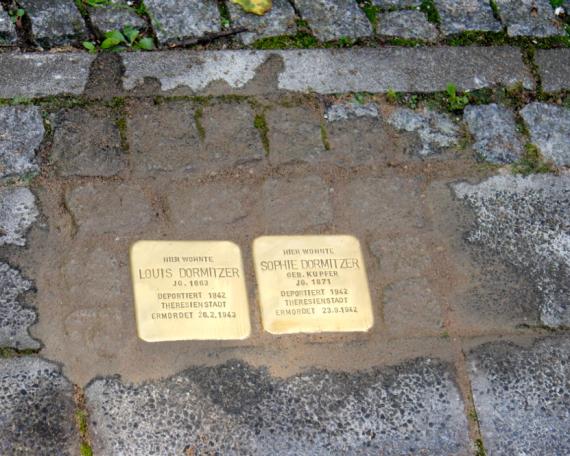 HIER WOHNTE
LOUIS DORMITZER
JG. 1863
DEPORTIERT 1942
THERESIENSTADT
ERMORDET 26.2.1943
HIER WOHNTE
SOPHIE DORMITZER
GEB. KUPFER
JG. 1871
DEPORTIERT 1942
THERESIENSTADT
ERMORDET 23.9.1942